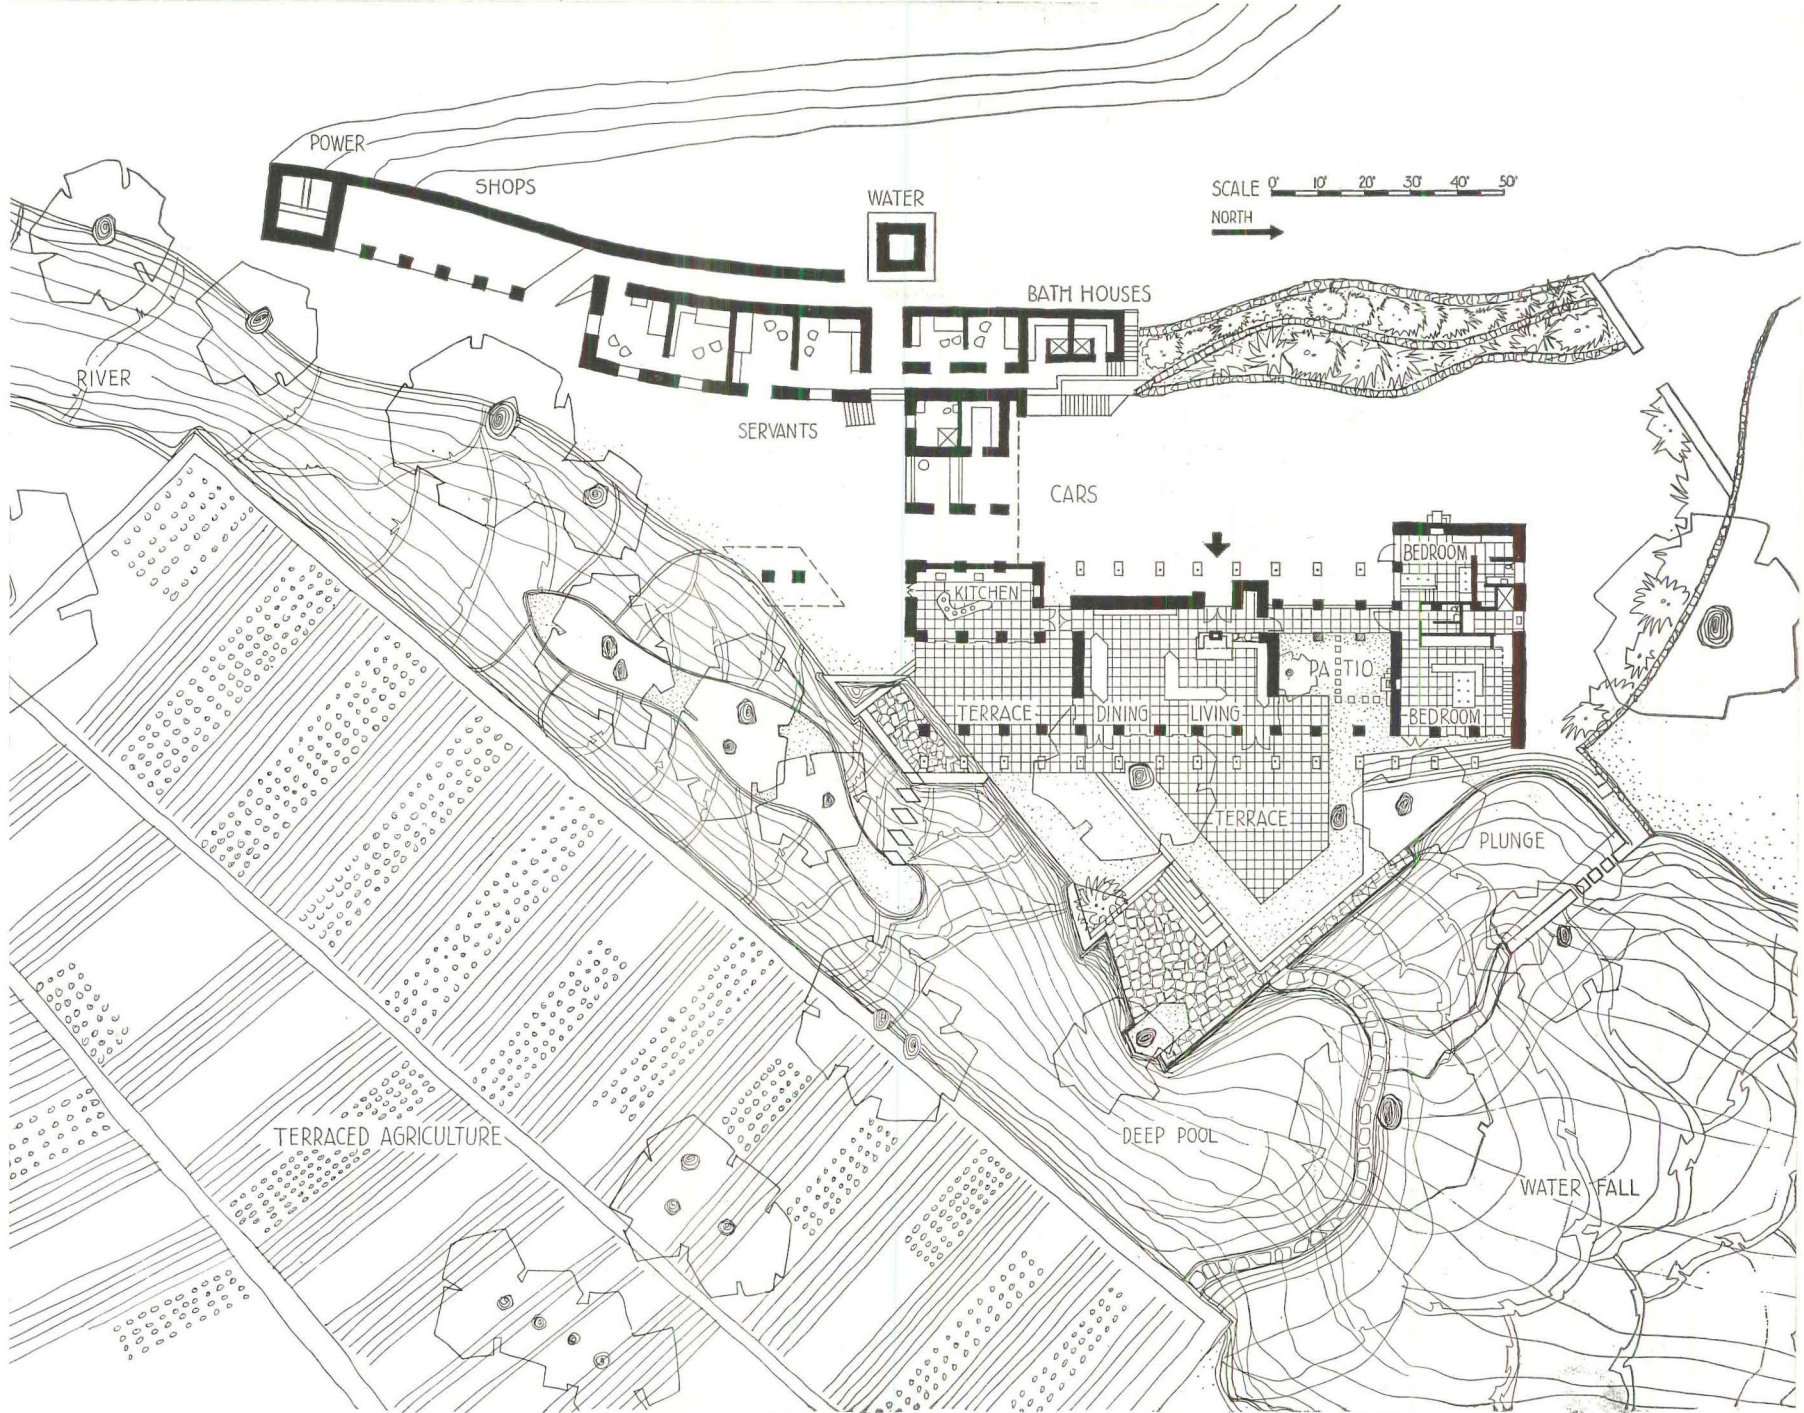 POWER
SHOPS
WATER
SCALE 0' 10' 20' 30' 40' 50'
NORTH
BATH HOUSES
RIVER
SERVANTS
CARS
BEDROOM
KITCHEN
PATIO
TERRACE
DINING
LIVING
BEDROOM
TERRACE
PLUNGE
TERRACED AGRICULTURE
DEEP POOL
WATER FALL